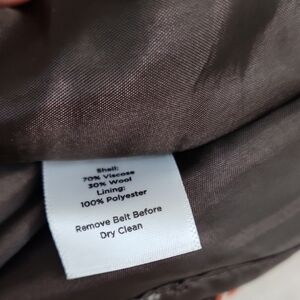 Shell:
70% Viscose
30% Wool
Lining:
100% Polyester
Remove Belt Before
Dry Clean